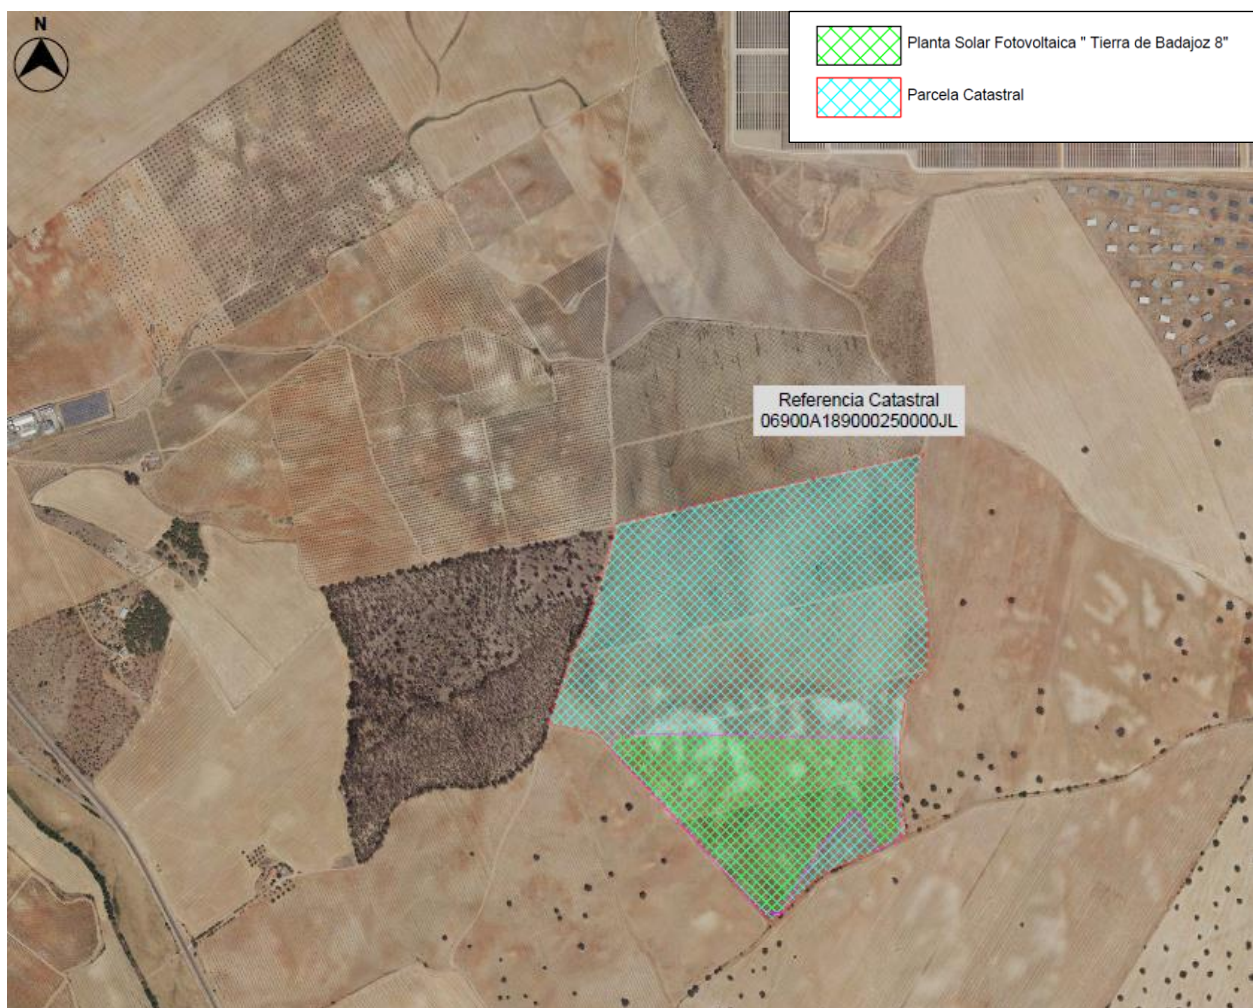 N
Planta Solar Fotovoltaica " Tierra de Badajoz 8"
Parcela Catastral
Referencia Catastral
06900A189000250000JL